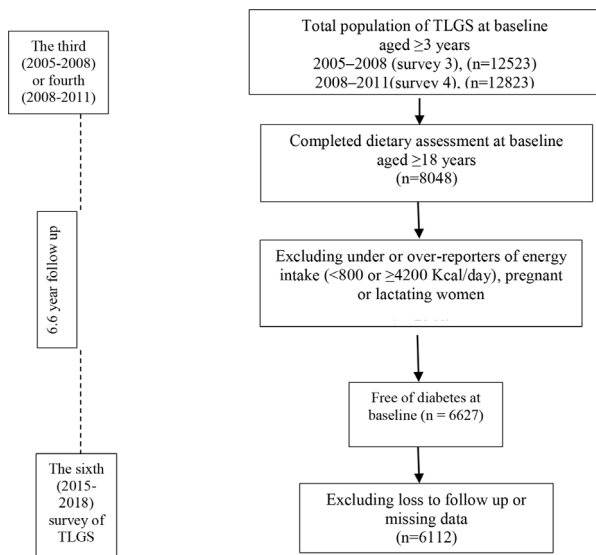 The third
(2005-2008)
or fourth
(2008-2011)
6.6 year follow up
The sixth
(2015-
2018)
survey of
TLGS
Total population of TLGS at baseline
aged ≥3 years
2005–2008 (survey 3), (n=12523)
2008–2011(survey 4), (n=12823)
Completed dietary assessment at baseline
aged ≥18 years
(n=8048)
Excluding under or over-reporters of energy
intake (<800 or ≥4200 Kcal/day), pregnant
or lactating women
Free of diabetes at
baseline (n = 6627)
Excluding loss to follow up or
missing data
(n=6112)